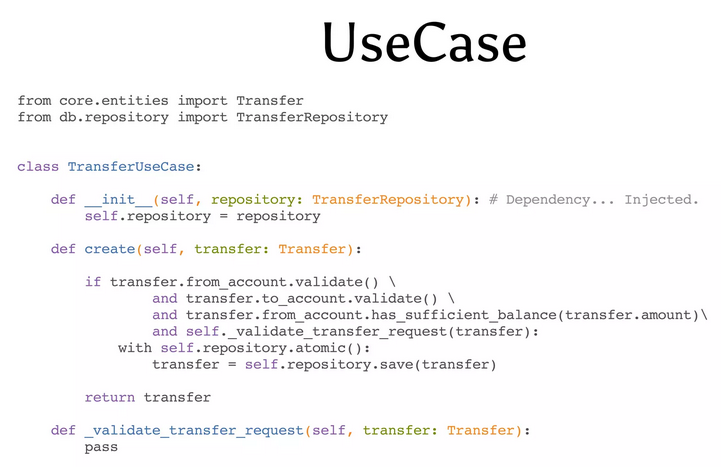 UseCase
from core.entities import Transfer
from db.repository import TransferRepository
class TransferUseCase:
def __init__(self, repository: TransferRepository): # Dependency... Injected.
self.repository = repository
def create(self, transfer: Transfer):
if transfer.from_account.validate() \
and transfer.to_account.validate() \
and transfer.from_account.has_sufficient_balance(transfer.amount)\
and self._validate_transfer_request(transfer):
with self.repository.atomic():
transfer = self.repository.save(transfer)
return transfer
def _validate_transfer_request(self, transfer: Transfer):
pass